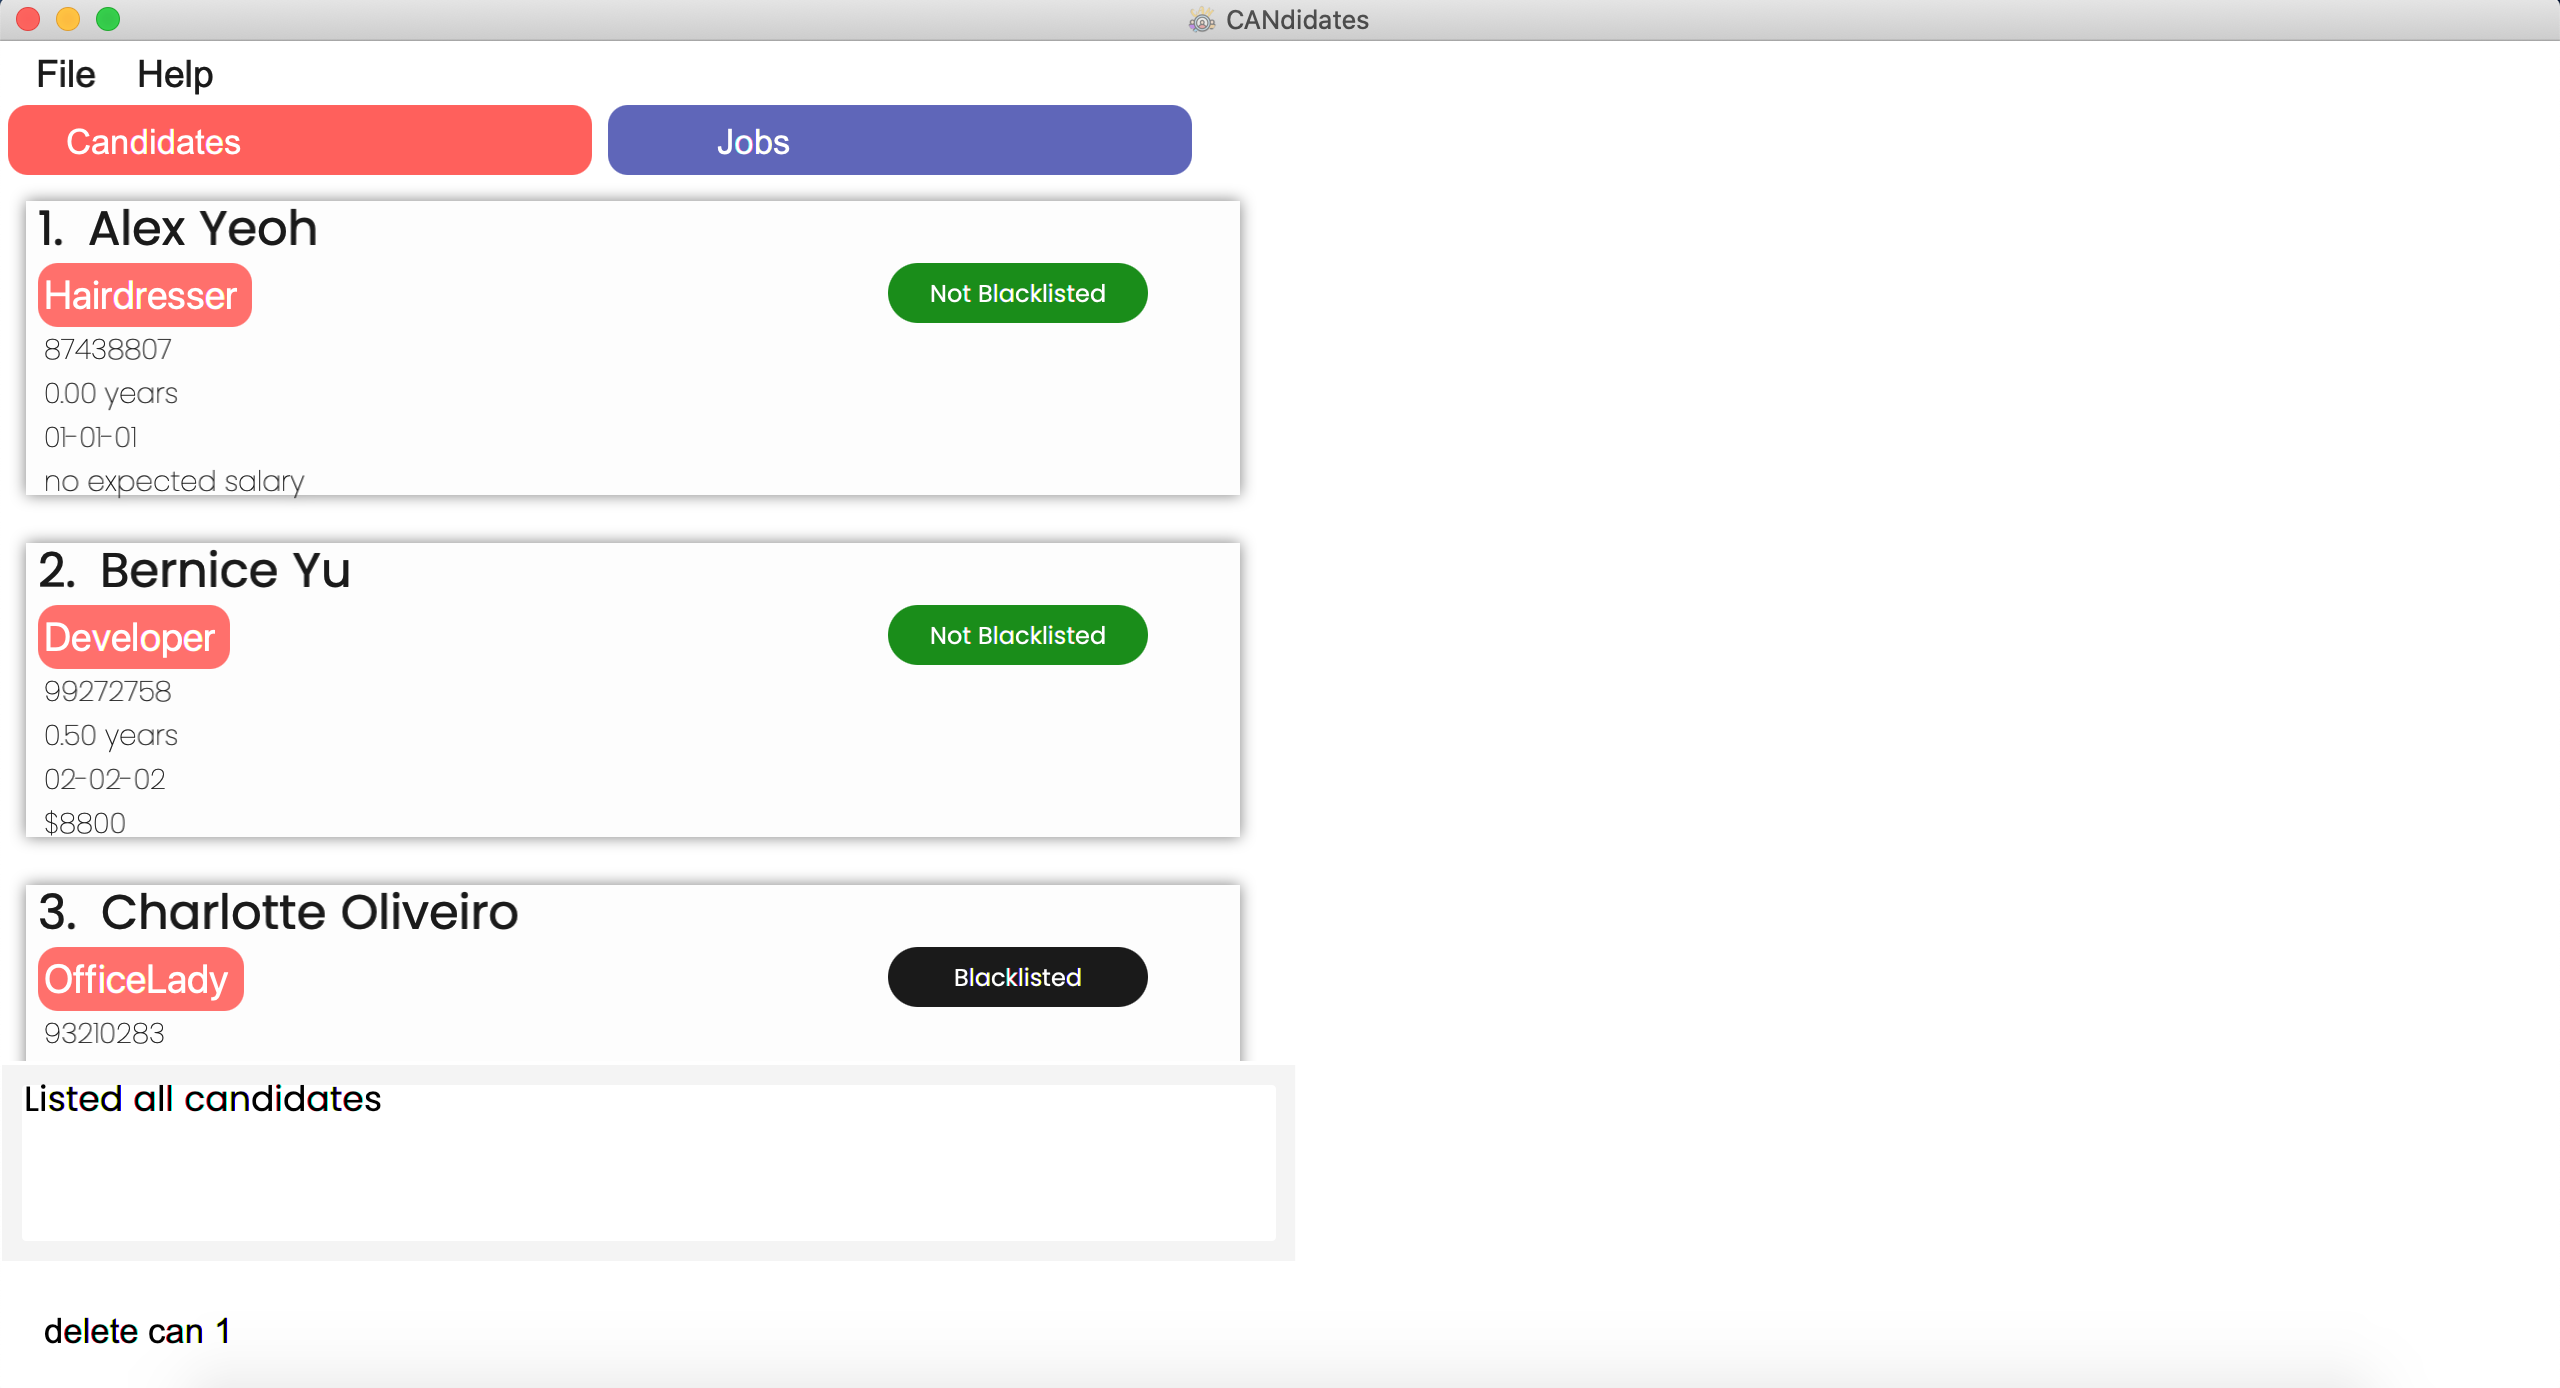 CANdidates
File Help
Candidates Jobs
1. Alex Yeoh
Hairdresser Not Blacklisted
87438807
0.00 years
01-01-01
no expected salary
2. Bernice Yu
Developer Not Blacklisted
99272758
0.50 years
02-02-02
$8800
3. Charlotte Oliveiro
OfficeLady Blacklisted
93210283
Listed all candidates
delete can 1